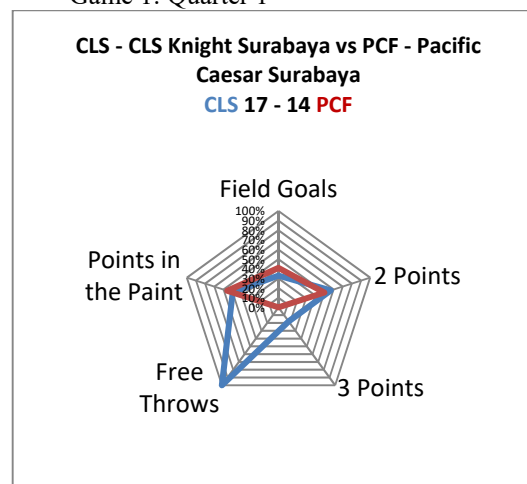 Game 1: Quarter 1
CLS - CLS Knight Surabaya vs PCF - Pacific
Caesar Surabaya
CLS 17 - 14 PCF
Field Goals
100%
90%
80%
70%
60%
50%
40%
30%
20%
10%
0%
2 Points
3 Points
Free
Throws
Points in
the Paint